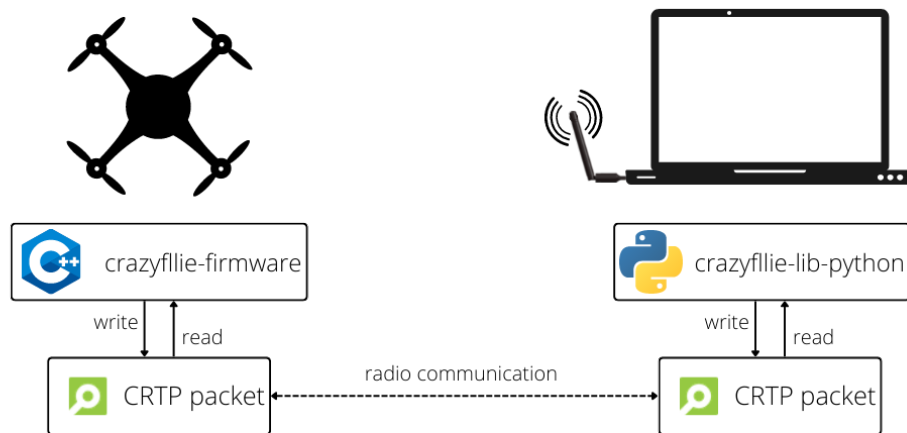 C++
crazyfllie-firmware
crazyfllie-lib-python
write
read
write
read
radio communication
CRTP packet
CRTP packet